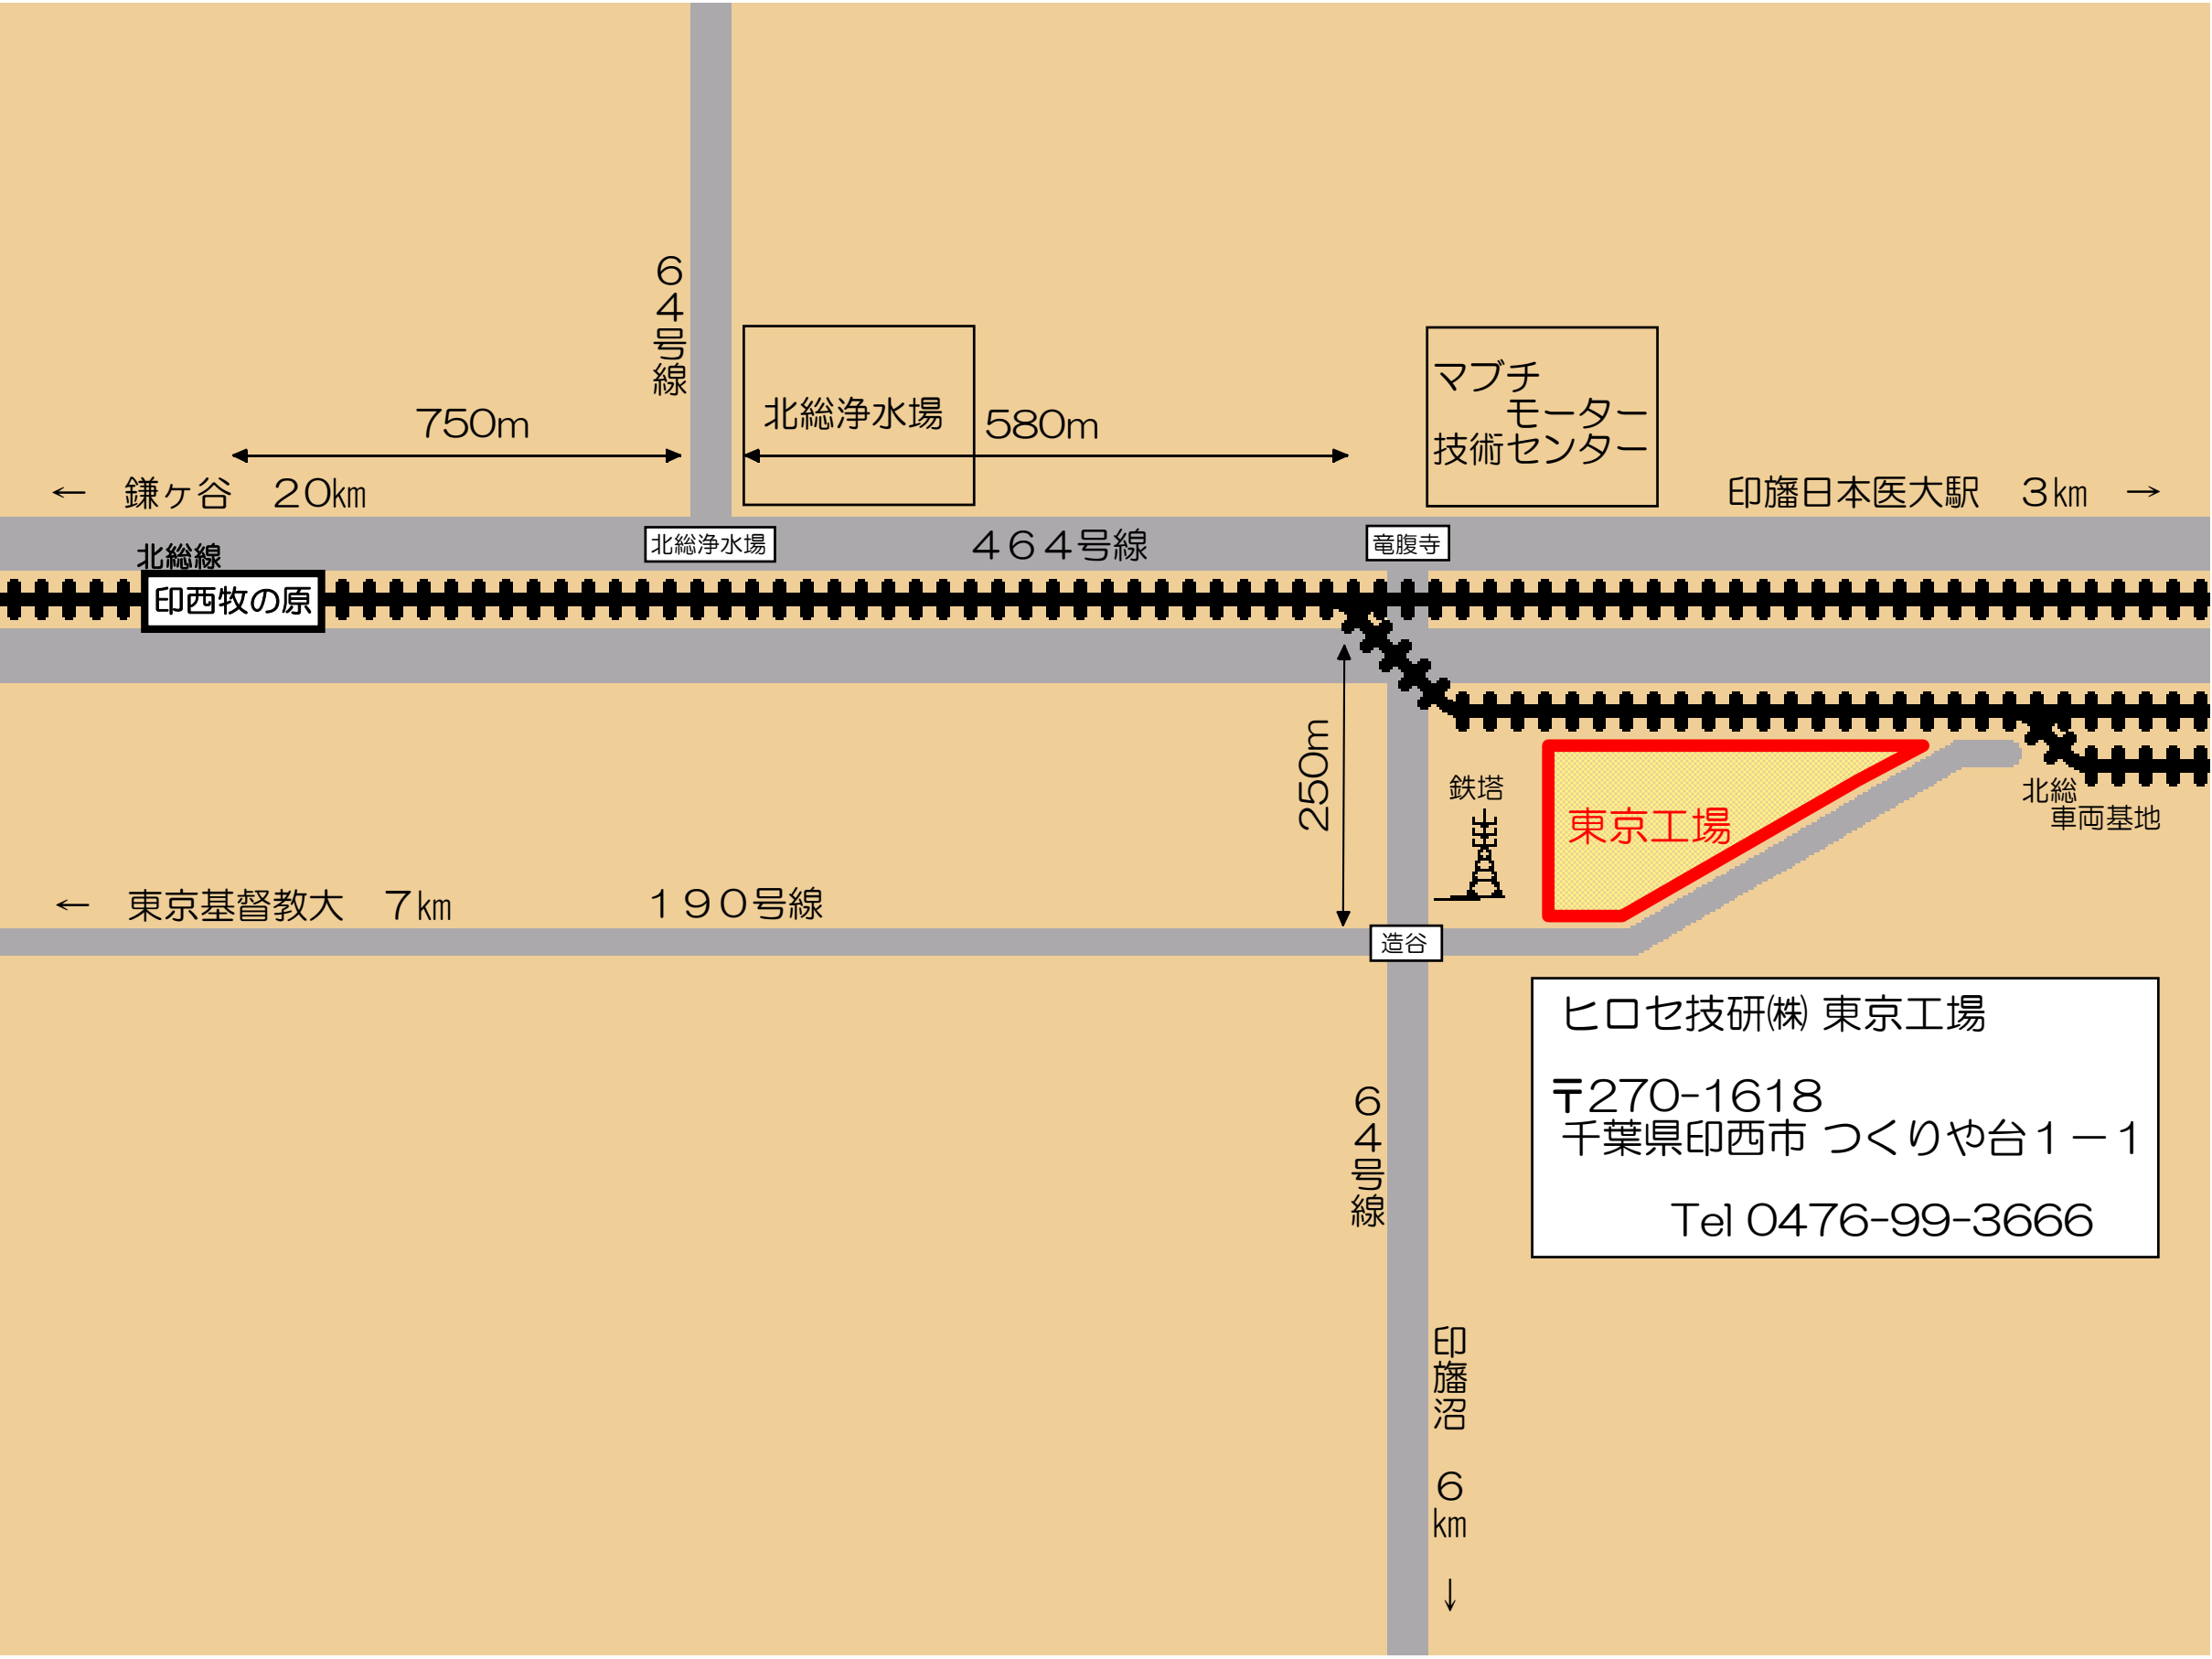 64号線
北総浄水場
マブチ
モーター
技術センター
750m
580m
← 鎌ヶ谷 20㎞
印旛日本医大駅 3㎞ →
北総浄水場
464号線
竜腹寺
北総線
印西牧の原
250m
鉄塔
東京工場
北総
車両基地
← 東京基督教大 7㎞
190号線
造谷
ヒロセ技研㈱ 東京工場
〒270-1618
千葉県印西市 つくりや台1-1
Tel 0476-99-3666
64号線
印旛沼 6㎞ ↓